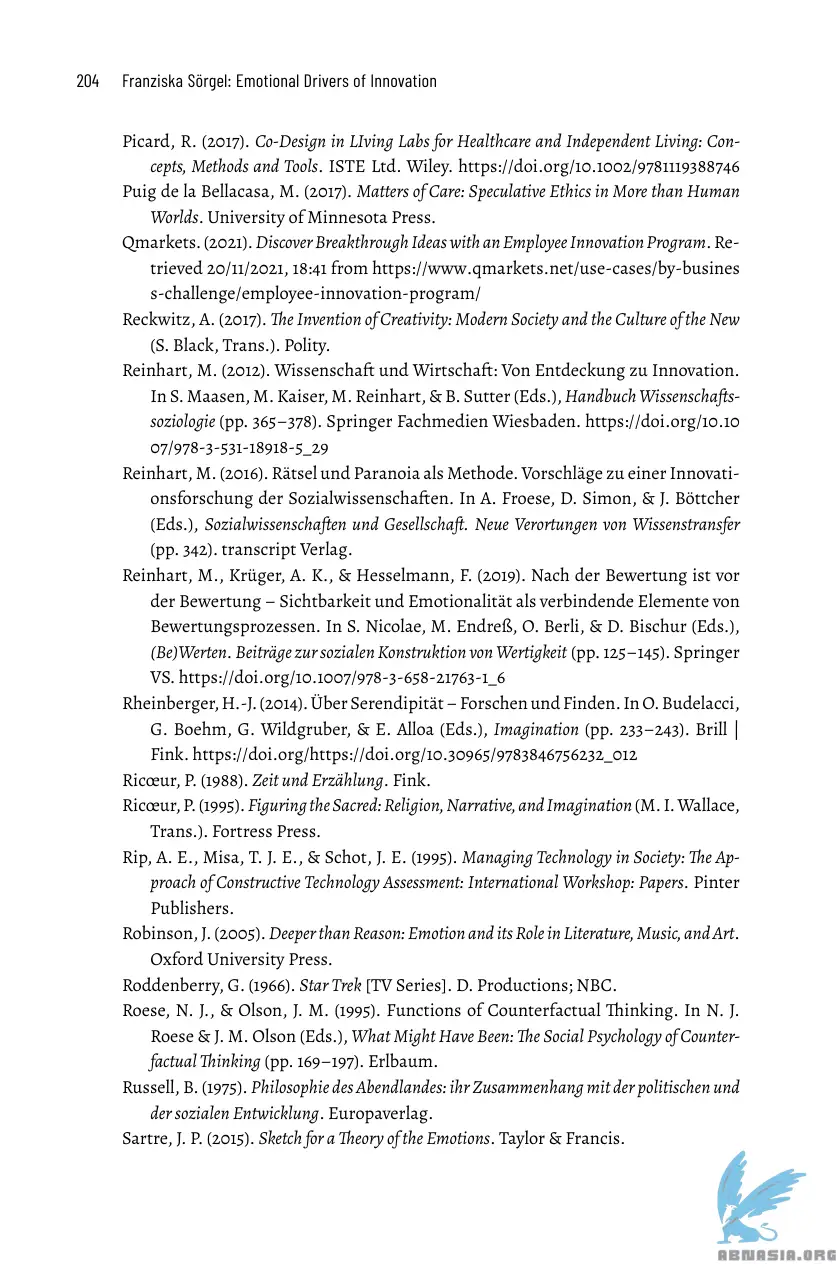 204 Franziska Sörgel: Emotional Drivers of Innovation
Picard, R. (2017). Co-Design in LIving Labs for Healthcare and Independent Living: Con-
cepts, Methods and Tools. ISTE Ltd. Wiley. https://doi.org/10.1002/9781119388746
Puig de la Bellacasa, M. (2017). Matters of Care: Speculative Ethics in More than Human
Worlds. University of Minnesota Press.
Qmarkets. (2021). Discover Breakthrough Ideas with an Employee Innovation Program. Re-
trieved 20/11/2021, 18:41 from https://www.qmarkets.net/use-cases/by-busines
s-challenge/employee-innovation-program/
Reckwitz, A. (2017). The Invention of Creativity: Modern Society and the Culture of the New
(S. Black, Trans.). Polity.
Reinhart, M. (2012). Wissenschaft und Wirtschaft: Von Entdeckung zu Innovation.
In S. Maasen, M. Kaiser, M. Reinhart, & B. Sutter (Eds.), Handbuch Wissenschafts-
soziologie (pp. 365–378). Springer Fachmedien Wiesbaden. https://doi.org/10.10
07/978-3-531-18918-5_29
Reinhart, M. (2016). Rätsel und Paranoia als Methode. Vorschläge zu einer Innovati-
onsforschung der Sozialwissenschaften. In A. Froese, D. Simon, & J. Böttcher
(Eds.), Sozialwissenschaften und Gesellschaft. Neue Verortungen von Wissenstransfer
(pp. 342). transcript Verlag.
Reinhart, M., Krüger, A. K., & Hesselmann, F. (2019). Nach der Bewertung ist vor
der Bewertung – Sichtbarkeit und Emotionalität als verbindende Elemente von
Bewertungsprozessen. In S. Nicolae, M. Endreß, O. Berli, & D. Bischur (Eds.),
(Be)Werten. Beiträge zur sozialen Konstruktion von Wertigkeit (pp. 125–145). Springer
VS. https://doi.org/10.1007/978-3-658-21763-1_6
Rheinberger, H.-J. (2014). Über Serendipität – Forschen und Finden. In O. Budelacci,
G. Boehm, G. Wildgruber, & E. Alloa (Eds.), Imagination (pp. 233–243). Brill |
Fink. https://doi.org/https://doi.org/10.30965/9783846756232_012
Ricœur, P. (1988). Zeit und Erzählung. Fink.
Ricœur, P. (1995). Figuring the Sacred: Religion, Narrative, and Imagination (M. I. Wallace,
Trans.). Fortress Press.
Rip, A. E., Misa, T. J. E., & Schot, J. E. (1995). Managing Technology in Society: The Ap-
proach of Constructive Technology Assessment: International Workshop: Papers. Pinter
Publishers.
Robinson, J. (2005). Deeper than Reason: Emotion and its Role in Literature, Music, and Art.
Oxford University Press.
Roddenberry, G. (1966). Star Trek [TV Series]. D. Productions; NBC.
Roese, N. J., & Olson, J. M. (1995). Functions of Counterfactual Thinking. In N. J.
Roese & J. M. Olson (Eds.), What Might Have Been: The Social Psychology of Counter-
factual Thinking (pp. 169–197). Erlbaum.
Russell, B. (1975). Philosophie des Abendlandes: ihr Zusammenhang mit der politischen und
der sozialen Entwicklung. Europaverlag.
Sartre, J. P. (2015). Sketch for a Theory of the Emotions. Taylor & Francis.
ABNASIA.ORG